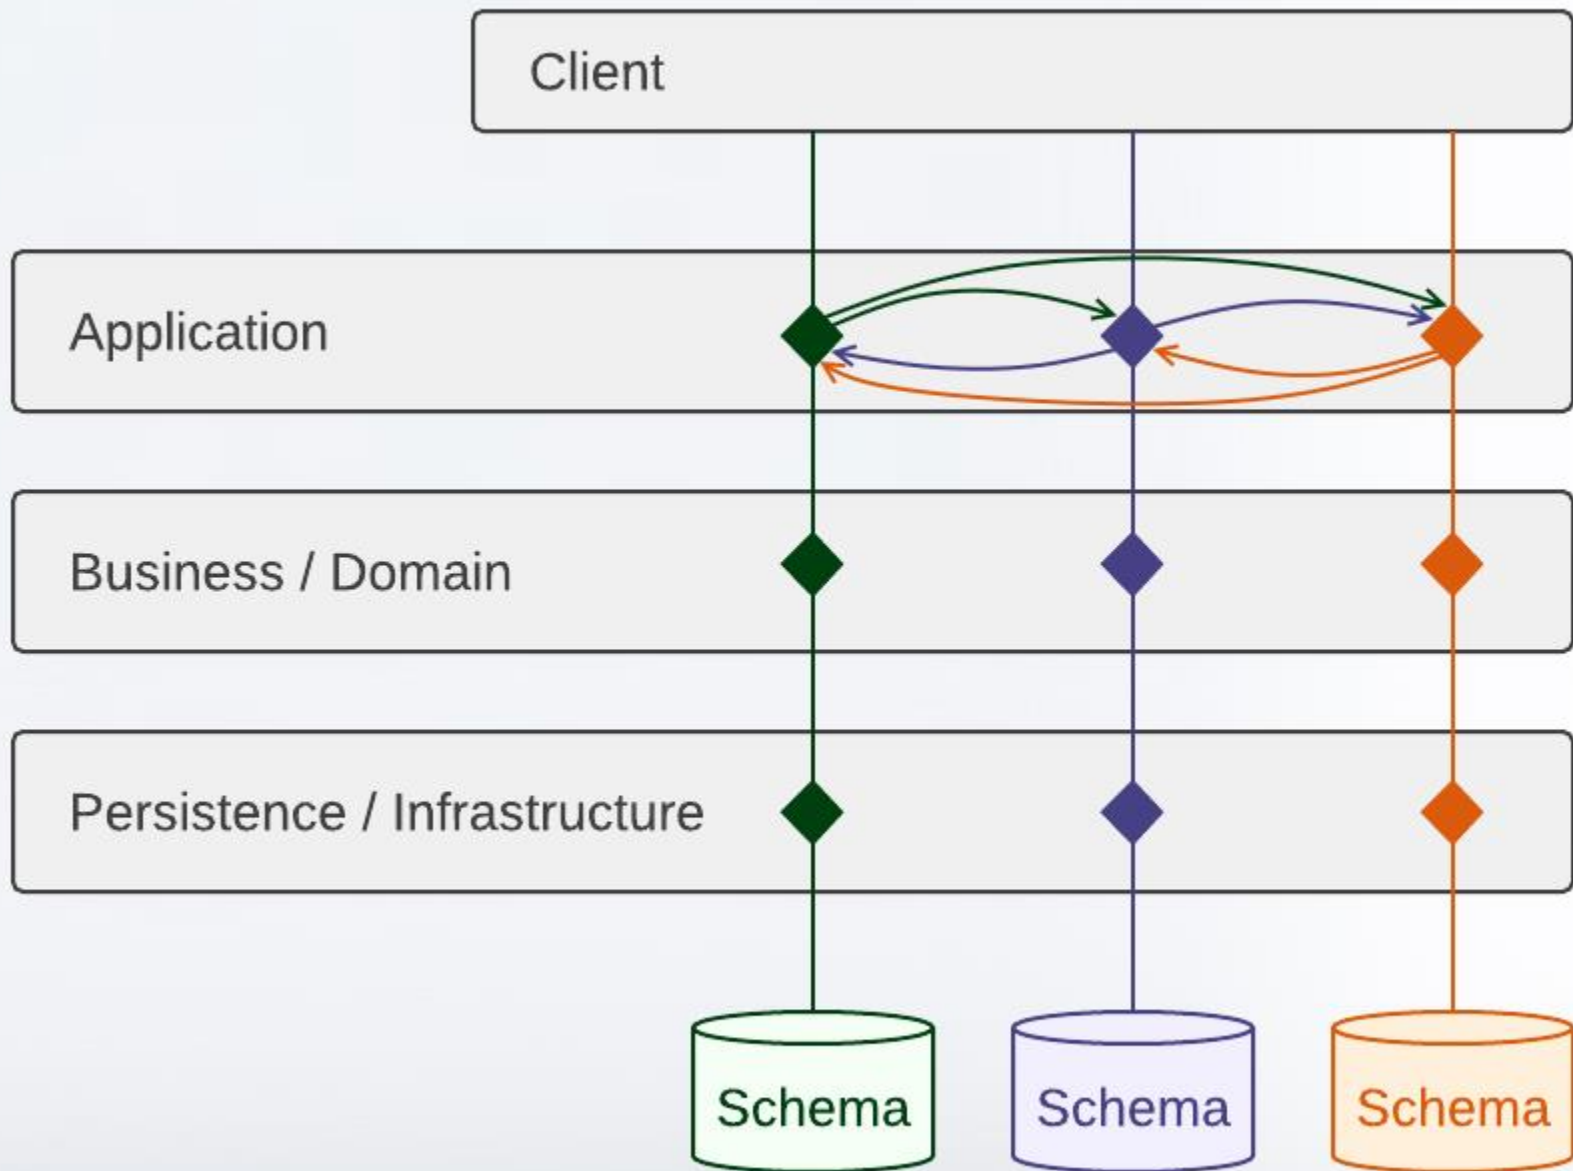 Client
Application
Business / Domain
Persistence / Infrastructure
Schema
Schema
Schema